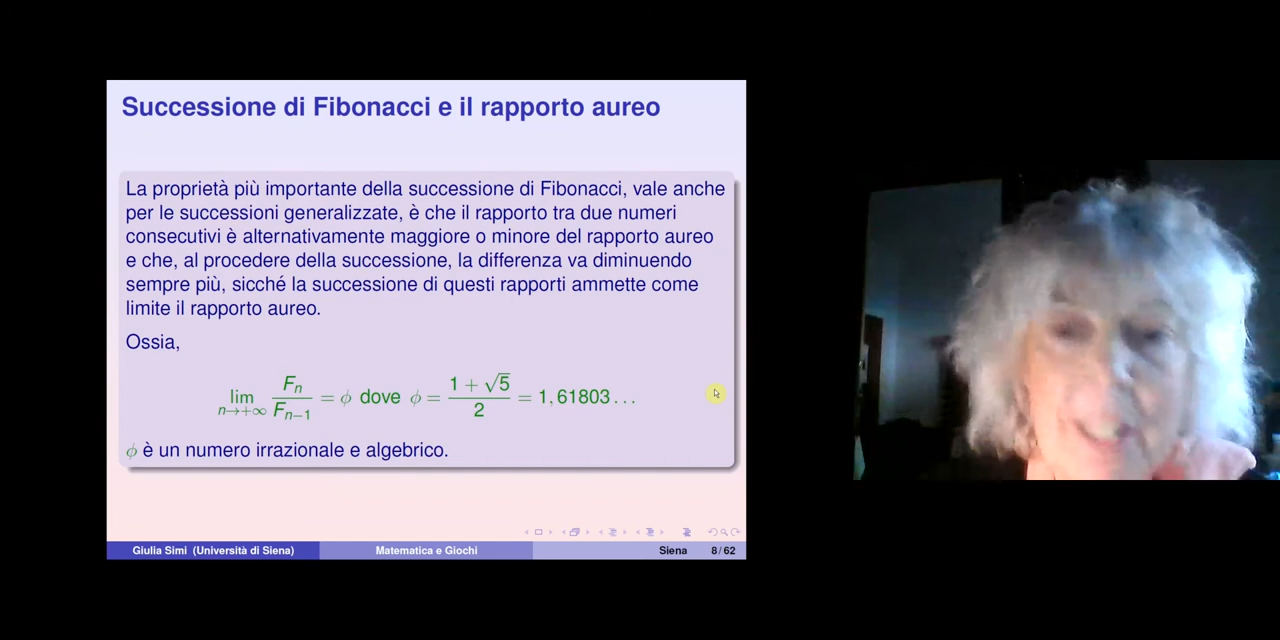 Successione di Fibonacci e il rapporto aureo
La proprietà più importante della successione di Fibonacci, vale anche
per le successioni generalizzate, è che il rapporto tra due numeri
consecutivi è alternativamente maggiore o minore del rapporto aureo
e che, al procedere della successione, la differenza va diminuendo
sempre più, sicché la successione di questi rapporti ammette come
limite il rapporto aureo.
Ossia,
lim n→+∞ Fn/Fn−1 = ϕ dove ϕ = (1 + √5)/2 = 1, 61803 . . .
ϕ è un numero irrazionale e algebrico.
Giulia Simi (Università di Siena) Matematica e Giochi Siena 8 / 62